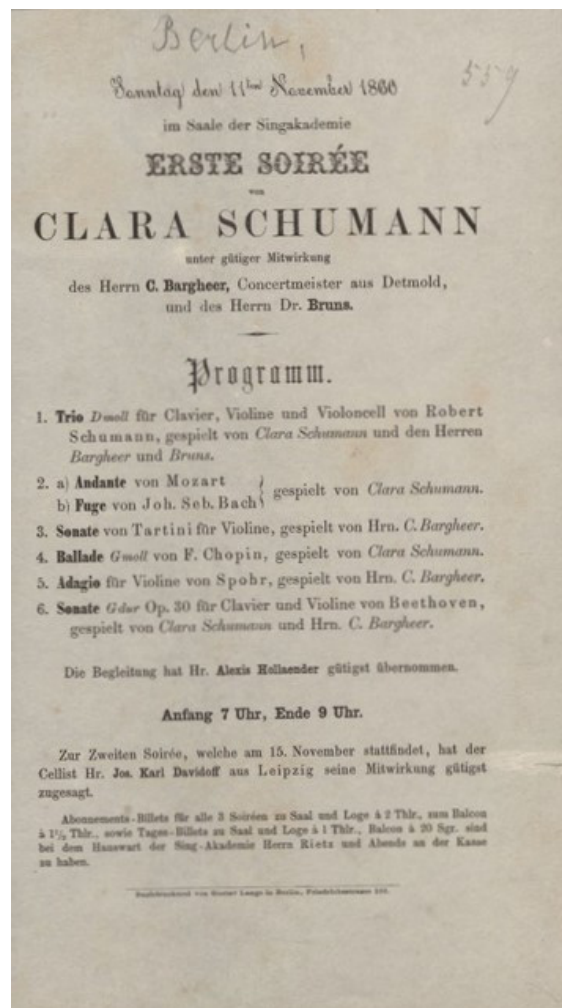 Berlin,
559
Sonntag den 11ten November 1860
im Saale der Singakademie
ERSTE SOIRÉE
von
CLARA SCHUMANN
unter gütiger Mitwirkung
des Herrn C. Bargheer, Concertmeister aus Detmold,
und des Herrn Dr. Bruns.
Programm.
1. Trio Dmoll für Clavier, Violine und Violoncell von Robert
Schumann, gespielt von Clara Schumann und den Herren
Bargheer und Bruns.
2. a) Andante von Mozart
b) Fuge von Joh. Seb. Bach } gespielt von Clara Schumann.
3. Sonate von Tartini für Violine, gespielt von Hrn. C. Bargheer.
4. Ballade Gmoll von F. Chopin, gespielt von Clara Schumann.
5. Adagio für Violine von Spohr, gespielt von Hrn. C. Bargheer.
6. Sonate Gdur Op. 30 für Clavier und Violine von Beethoven,
gespielt von Clara Schumann und Hrn. C. Bargheer.
Die Begleitung hat Hr. Alexis Hollaender gütigst übernommen.
Anfang 7 Uhr, Ende 9 Uhr.
Zur Zweiten Soirée, welche am 15. November stattfindet, hat der
Cellist Hr. Jos. Karl Davidoff aus Leipzig seine Mitwirkung gütigst
zugesagt.
Abonnements-Billets für alle 3 Soiréen zu Saal und Loge à 2 Thlr., zum Balcon
à 1½ Thlr., sowie Tages-Billets zu Saal und Loge à 1 Thlr., Balcon à 20 Sgr. sind
bei dem Hauswart der Sing-Akademie Herrn Rietz und Abends an der Kasse
zu haben.
von Gustav Lange in Berlin, Friedrichsstrasse